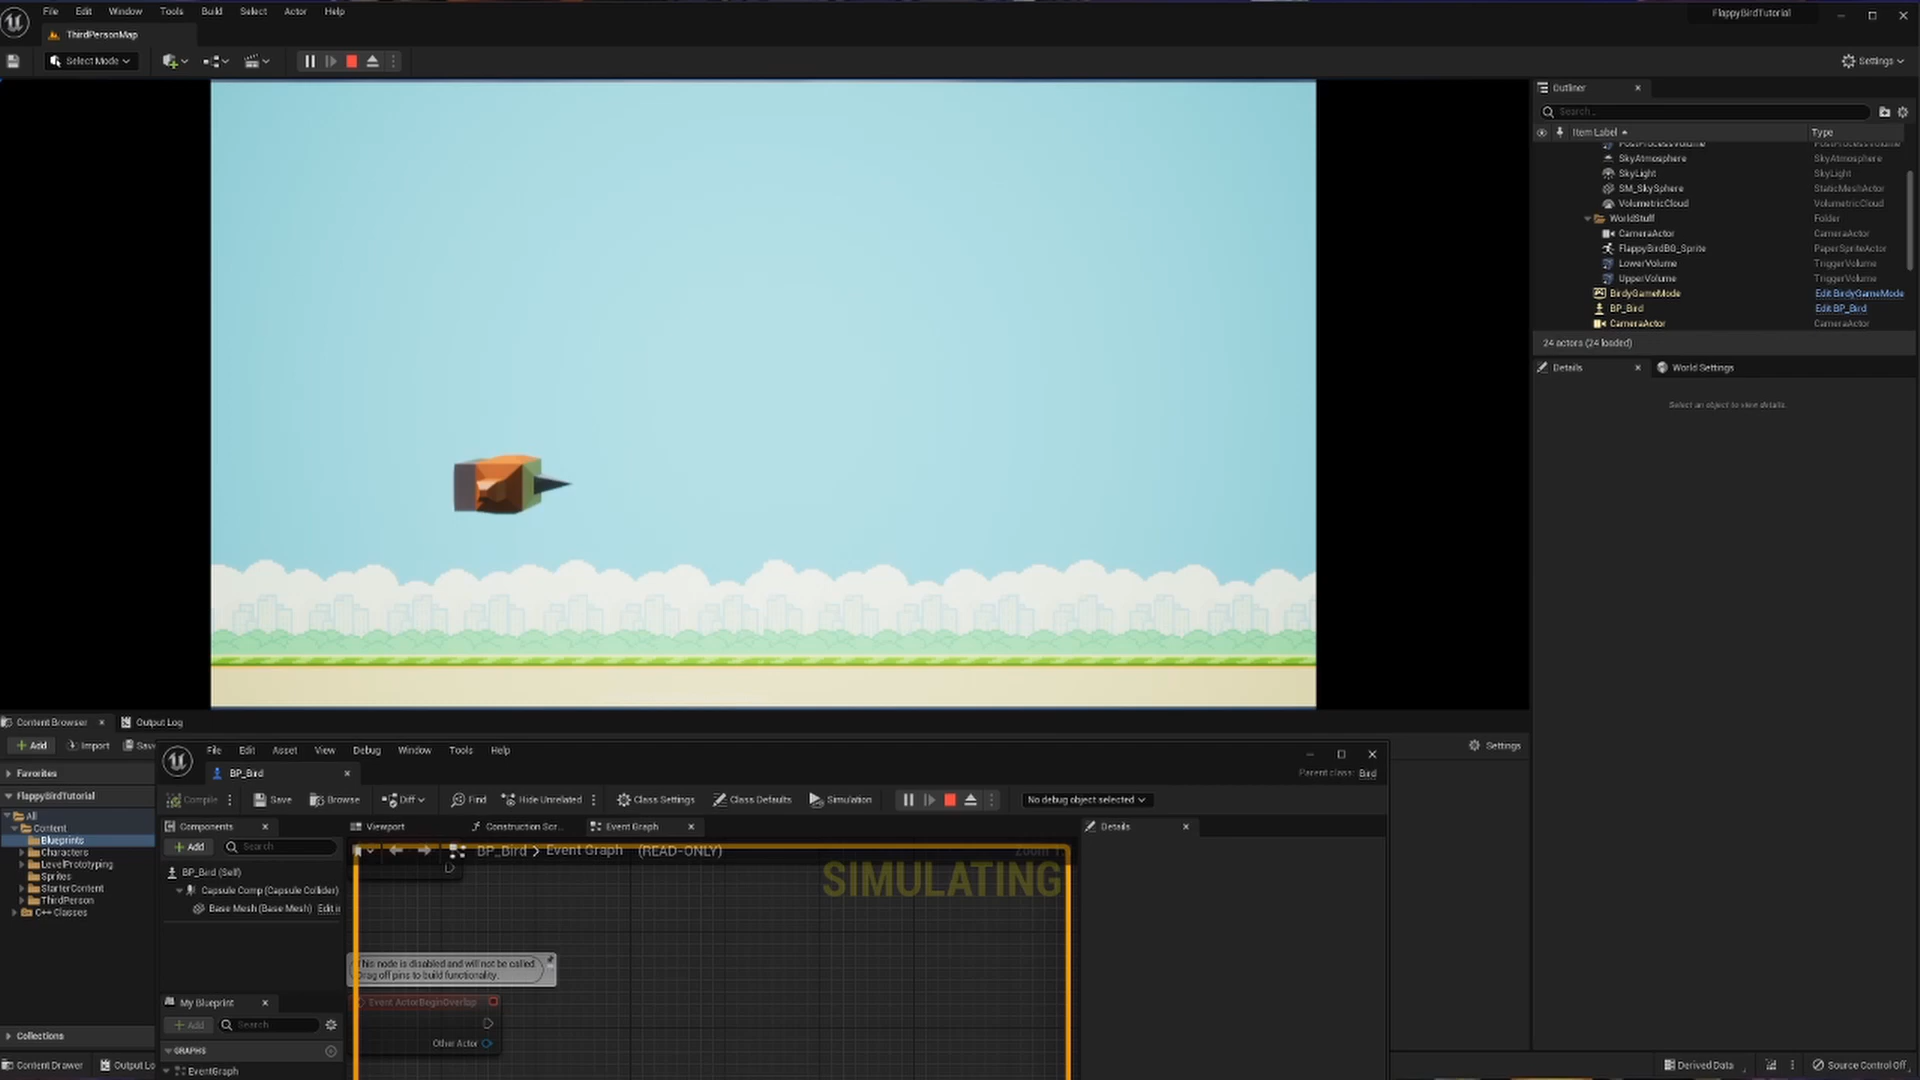 File Edit Window Tools Build Select Actor Help
FlappyBirdTutorial
ThirdPersonMap
Select Mode
Settings
Outliner
Search...
Item Label Type
PostProcessVolume PostProcessVolume
SkyAtmosphere SkyAtmosphere
SkyLight SkyLight
SM_SkySphere StaticMeshActor
VolumetricCloud VolumetricCloud
WorldStuff Folder
CameraActor CameraActor
FlappyBirdBG_Sprite PaperSpriteActor
LowerVolume TriggerVolume
UpperVolume TriggerVolume
BirdyGameMode Edit BirdyGameMode
BP_Bird Edit BP_Bird
CameraActor CameraActor
24 actors (24 loaded)
Details World Settings
Select an object to view details.
Content Browser Output Log
Add Import Save
Settings
Favorites
FlappyBirdTutorial
All
Content
Blueprints
Characters
LevelPrototyping
Sprites
StarterContent
ThirdPerson
C++ Classes
Collections
Content Drawer Output Lo
File Edit Asset View Debug Window Tools Help
BP_Bird
Parent class: Bird
Compile Save Browse Diff Find Hide Unrelated Class Settings Class Defaults Simulation No debug object selected
Components Viewport Construction Scr... Event Graph Details
Add Search
BP_Bird > Event Graph (READ-ONLY)
SIMULATING
BP_Bird (Self)
Capsule Comp (Capsule Collider)
Base Mesh (Base Mesh) Edit i
This node is disabled and will not be called.
Drag off pins to build functionality.
Event ActorBeginOverlap
Other Actor
My Blueprint
Add Search
GRAPHS
EventGraph
Derived Data Source Control Off